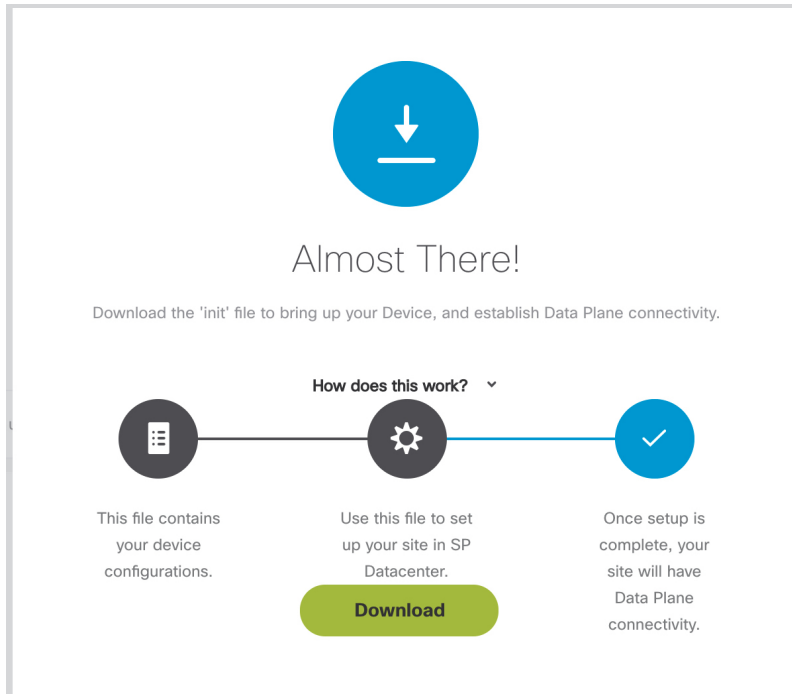 Almost There!
Download the 'init' file to bring up your Device, and establish Data Plane connectivity.
How does this work?
This file contains
your device
configurations.
Use this file to set
up your site in SP
Datacenter.
Once setup is
complete, your
site will have
Data Plane
connectivity.
Download